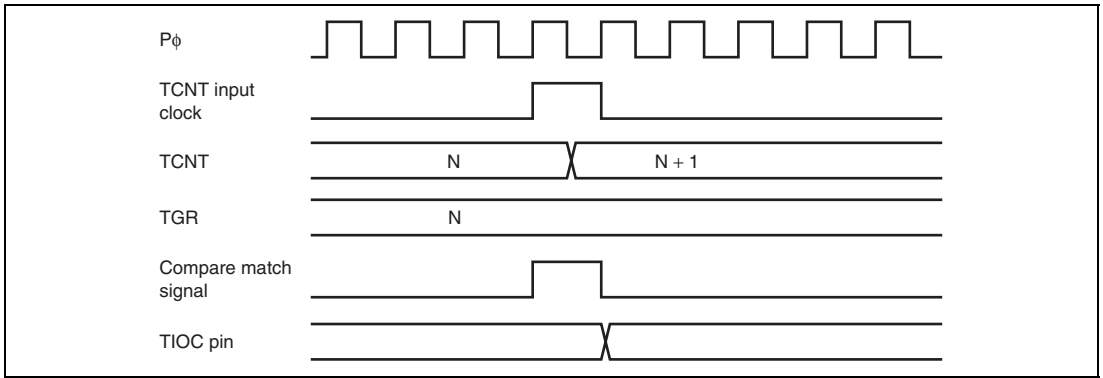 Pϕ
TCNT input
clock
TCNT
N
N + 1
TGR
N
Compare match
signal
TIOC pin